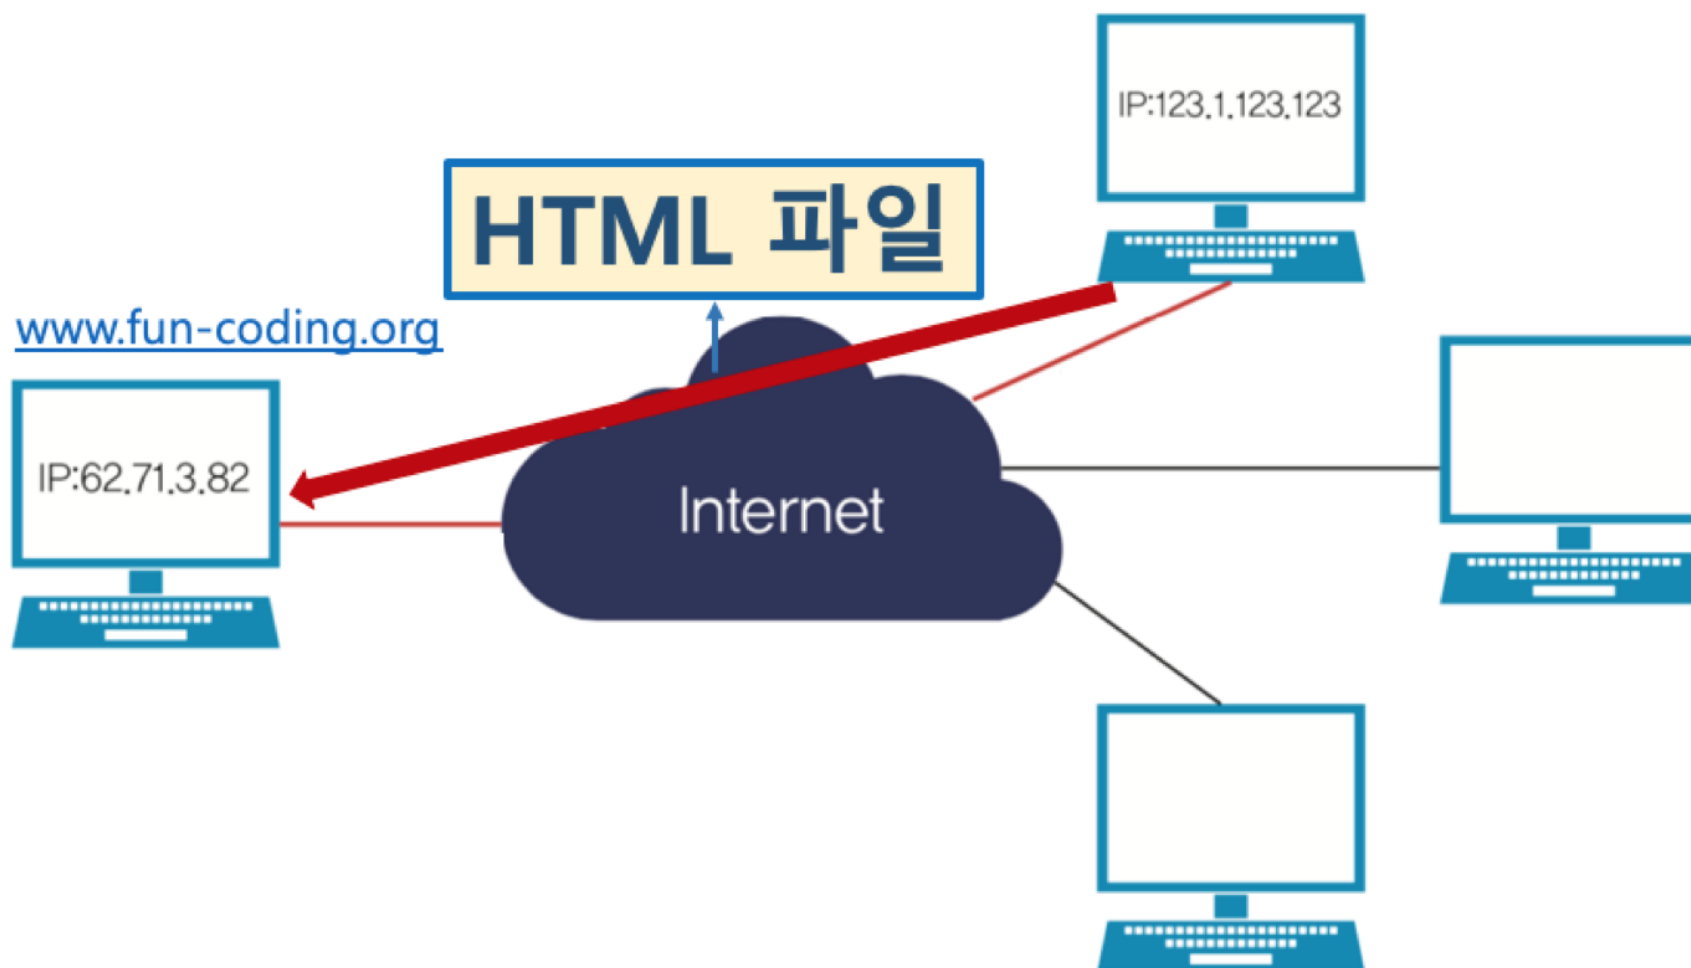 IP:123.1.123.123
HTML 파일
www.fun-coding.org
IP:62.71.3.82
Internet